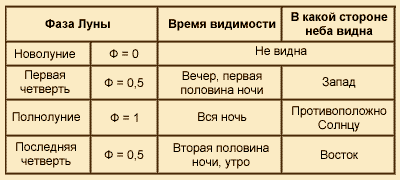 Фаза Луны
Время видимости
В какой стороне
неба видна
Новолуние
Ф = 0
Не видна
Первая
четверть
Ф = 0,5
Вечер, первая
половина ночи
Запад
Полнолуние
Ф = 1
Вся ночь
Противоположно
Солнцу
Последняя
четверть
Ф = 0,5
Вторая половина
ночи, утро
Восток